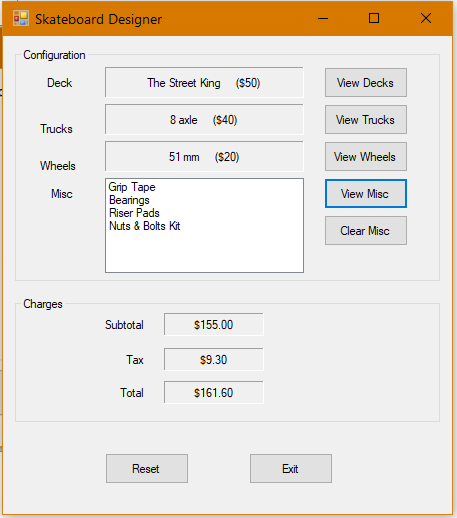 Skateboard Designer
Configuration
Deck The Street King ($50) View Decks
Trucks 8 axle ($40) View Trucks
Wheels 51 mm ($20) View Wheels
Misc Grip Tape View Misc
Bearings
Riser Pads
Nuts & Bolts Kit Clear Misc
Charges
Subtotal $155.00
Tax $9.30
Total $161.60
Reset Exit